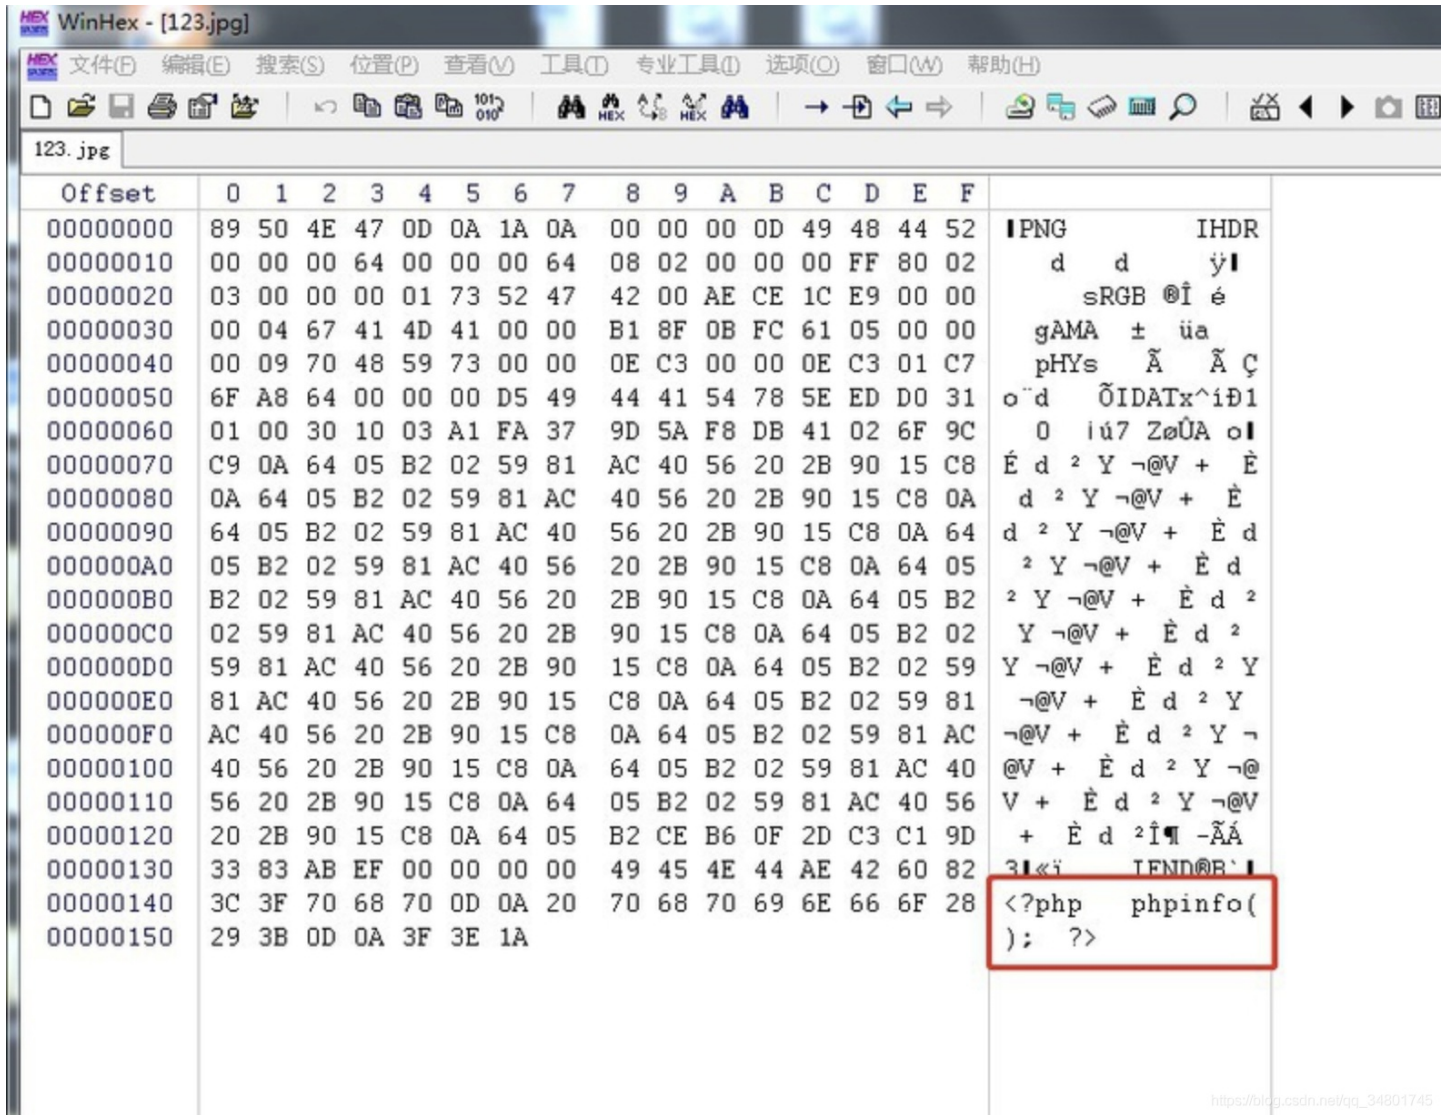 WinHex - [123.jpg]
文件(F) 编辑(E) 搜索(S) 位置(P) 查看(V) 工具(T) 专业工具(I) 选项(O) 窗口(W) 帮助(H)
123.jpg
Offset 0 1 2 3 4 5 6 7 8 9 A B C D E F
00000000 89 50 4E 47 0D 0A 1A 0A 00 00 00 0D 49 48 44 52 PNG IHDR
00000010 00 00 00 64 00 00 00 64 08 02 00 00 00 FF 80 02 d d ÿ
00000020 03 00 00 00 01 73 52 47 42 00 AE CE 1C E9 00 00 sRGB ®Î é
00000030 00 04 67 41 4D 41 00 00 B1 8F 0B FC 61 05 00 00 gAMA ± üa
00000040 00 09 70 48 59 73 00 00 0E C3 00 00 0E C3 01 C7 pHYs Ã Ã Ç
00000050 6F A8 64 00 00 00 D5 49 44 41 54 78 5E ED D0 31 o¨d ÕIDATx^íÐ1
00000060 01 00 30 10 03 A1 FA 37 9D 5A F8 DB 41 02 6F 9C 0 ¡ú7 ZøÛA o
00000070 C9 0A 64 05 B2 02 59 81 AC 40 56 20 2B 90 15 C8 É d ² Y ¬@V + È
00000080 0A 64 05 B2 02 59 81 AC 40 56 20 2B 90 15 C8 0A d ² Y ¬@V + È
00000090 64 05 B2 02 59 81 AC 40 56 20 2B 90 15 C8 0A 64 d ² Y ¬@V + È d
000000A0 05 B2 02 59 81 AC 40 56 20 2B 90 15 C8 0A 64 05 ² Y ¬@V + È d
000000B0 B2 02 59 81 AC 40 56 20 2B 90 15 C8 0A 64 05 B2 ² Y ¬@V + È d ²
000000C0 02 59 81 AC 40 56 20 2B 90 15 C8 0A 64 05 B2 02 Y ¬@V + È d ²
000000D0 59 81 AC 40 56 20 2B 90 15 C8 0A 64 05 B2 02 59 Y ¬@V + È d ² Y
000000E0 81 AC 40 56 20 2B 90 15 C8 0A 64 05 B2 02 59 81 ¬@V + È d ² Y
000000F0 AC 40 56 20 2B 90 15 C8 0A 64 05 B2 02 59 81 AC ¬@V + È d ² Y ¬
00000100 40 56 20 2B 90 15 C8 0A 64 05 B2 02 59 81 AC 40 @V + È d ² Y ¬@
00000110 56 20 2B 90 15 C8 0A 64 05 B2 02 59 81 AC 40 56 V + È d ² Y ¬@V
00000120 20 2B 90 15 C8 0A 64 05 B2 CE B6 0F 2D C3 C1 9D + È d ²Î¶ -ÃÁ
00000130 33 83 AB EF 00 00 00 00 49 45 4E 44 AE 42 60 82 3 «ï IEND®B`
00000140 3C 3F 70 68 70 0D 0A 20 70 68 70 69 6E 66 6F 28 <?php phpinfo(
00000150 29 3B 0D 0A 3F 3E 1A ); ?>
https://blog.csdn.net/qq_34801745